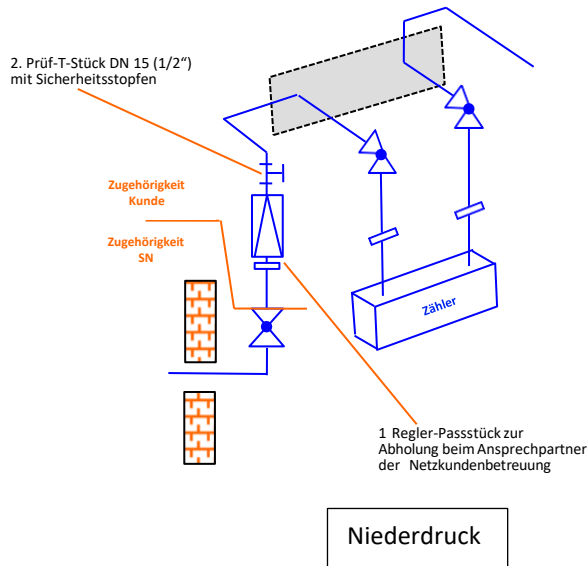 2. Prüf-T-Stück DN 15 (1/2“)
mit Sicherheitsstopfen
Zugehörigkeit
Kunde
Zugehörigkeit
SN
Zähler
1 Regler-Passstück zur
Abholung beim Ansprechpartner
der Netzkundenbetreuung
Niederdruck